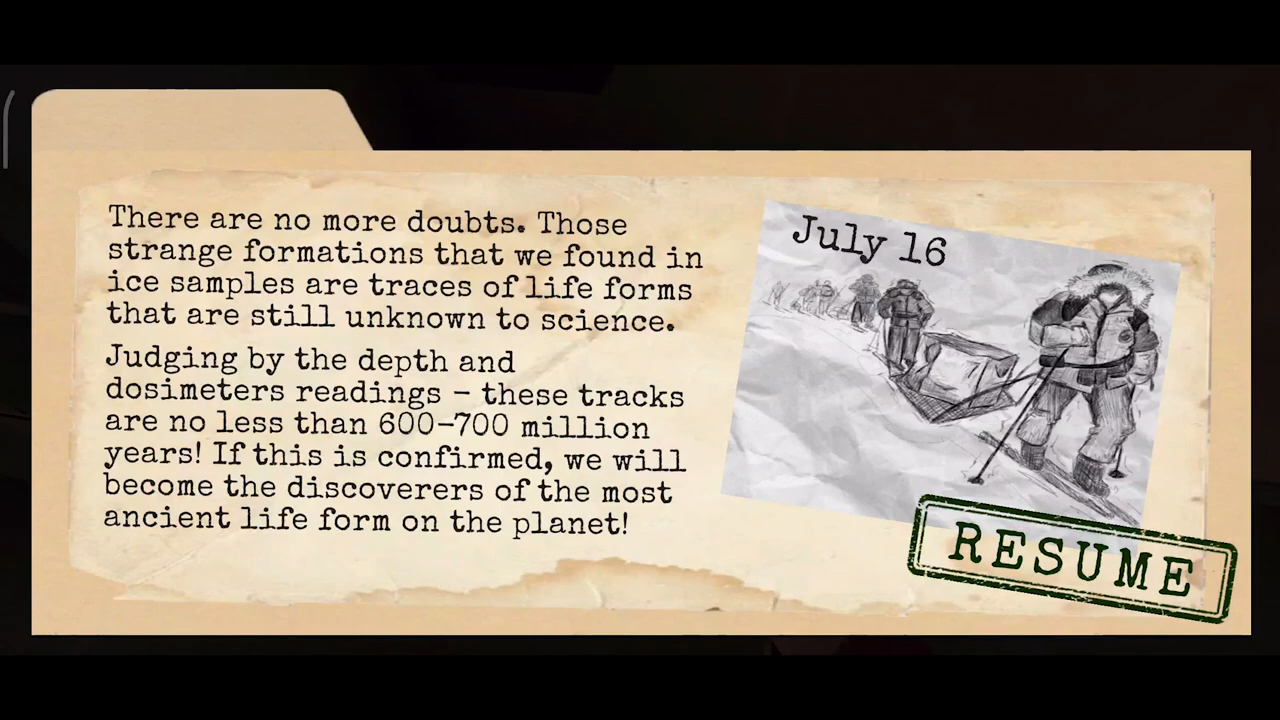 There are no more doubts. Those
strange formations that we found in
ice samples are traces of life forms
that are still unknown to science.
Judging by the depth and
dosimeters readings – these tracks
are no less than 600-700 million
years! If this is confirmed, we will
become the discoverers of the most
ancient life form on the planet!
July 16
RESUME